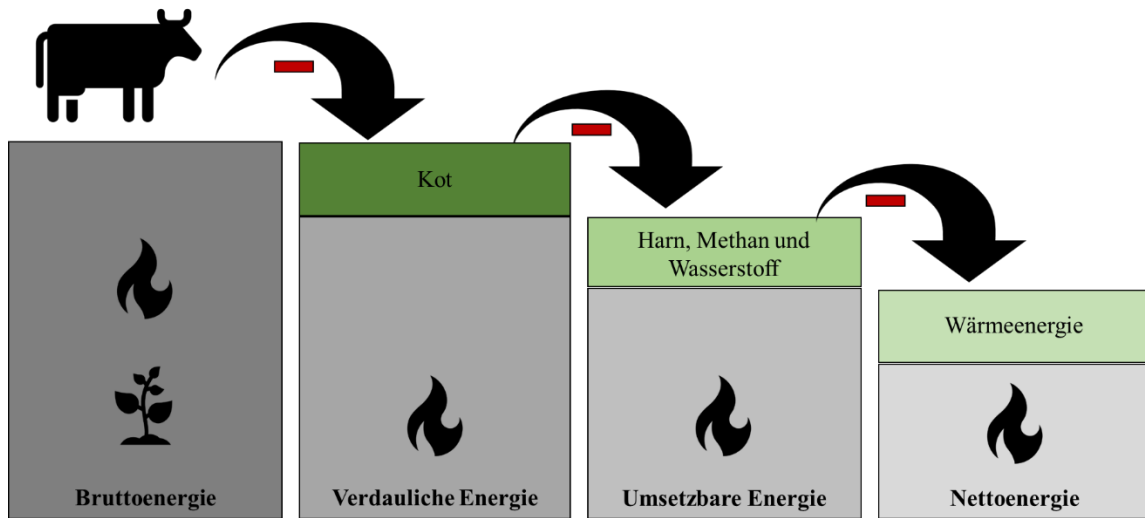 Kot
Harn, Methan und
Wasserstoff
Wärmeenergie
Bruttoenergie
Verdauliche Energie
Umsetzbare Energie
Nettoenergie